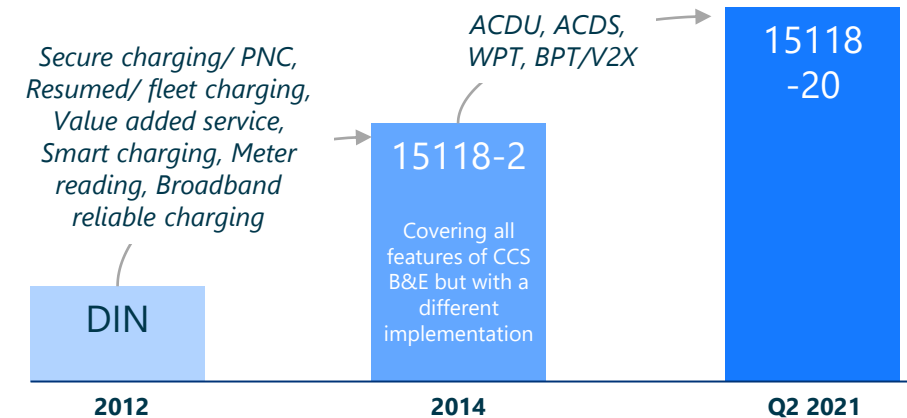 Secure charging/ PNC,
Resumed/ fleet charging,
Value added service,
Smart charging, Meter
reading, Broadband
reliable charging
DIN
2012
ACDU, ACDS,
WPT, BPT/V2X
15118-2
Covering all
features of CCS
B&E but with a
different
implementation
2014
15118
-20
Q2 2021